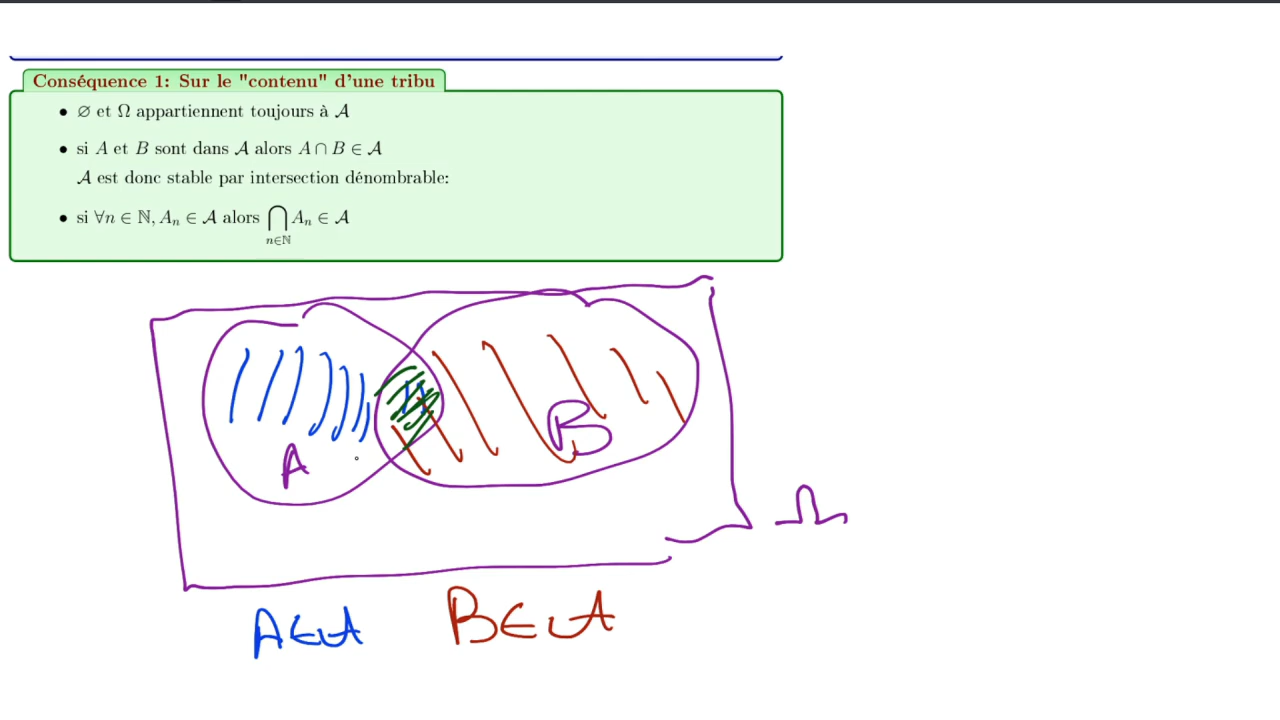 Conséquence 1: Sur le "contenu" d'une tribu
• ∅ et Ω appartiennent toujours à 𝒜
• si A et B sont dans 𝒜 alors A ∩ B ∈ 𝒜
𝒜 est donc stable par intersection dénombrable:
• si ∀n ∈ ℕ, Aₙ ∈ 𝒜 alors ⋂ Aₙ ∈ 𝒜
n∈ℕ
B
A
Ω
A ∈ 𝒜 B ∈ 𝒜